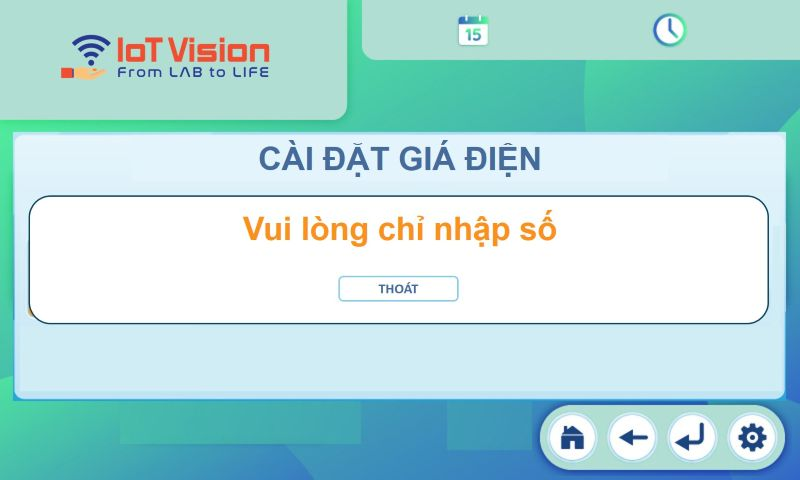 IoT Vision
From LAB to LIFE
15
CÀI ĐẶT GIÁ ĐIỆN
Vui lòng chỉ nhập số
THOÁT